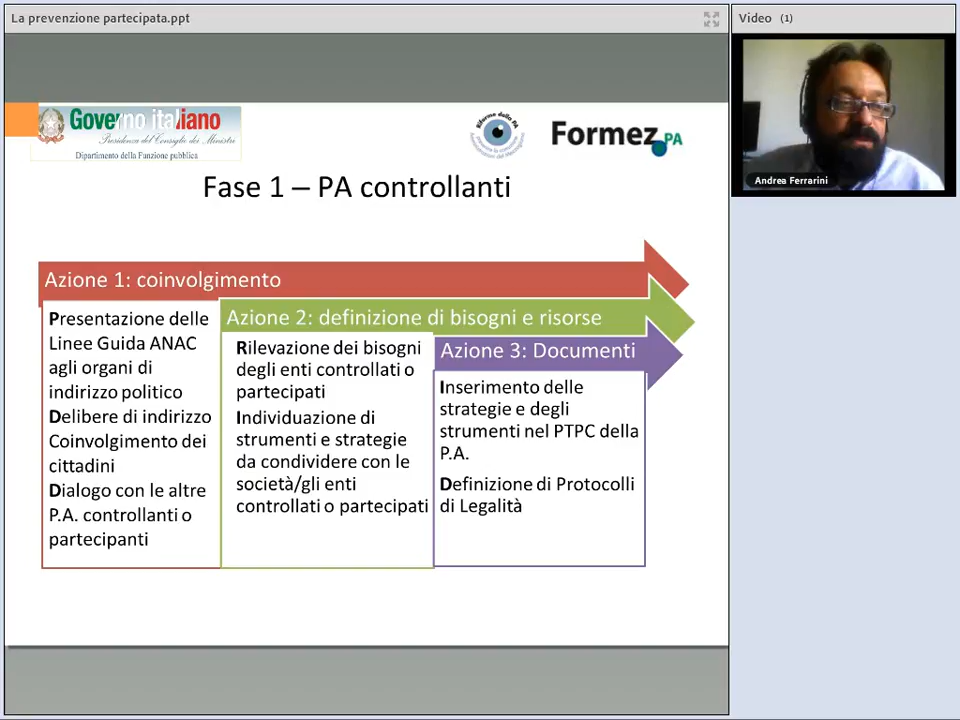 La prevenzione partecipata.ppt
Video (1)
Andrea Ferrarini
Governo italiano
Presidenza del Consiglio dei Ministri
Dipartimento della Funzione pubblica
Formez PA
Fase 1 – PA controllanti
Azione 1: coinvolgimento
Presentazione delle
Linee Guida ANAC
agli organi di
indirizzo politico
Delibere di indirizzo
Coinvolgimento dei
cittadini
Dialogo con le altre
P.A. controllanti o
partecipanti
Azione 2: definizione di bisogni e risorse
Rilevazione dei bisogni
degli enti controllati o
partecipati
Individuazione di
strumenti e strategie
da condividere con le
società/gli enti
controllati o partecipati
Azione 3: Documenti
Inserimento delle
strategie e degli
strumenti nel PTPC della
P.A.
Definizione di Protocolli
di Legalità